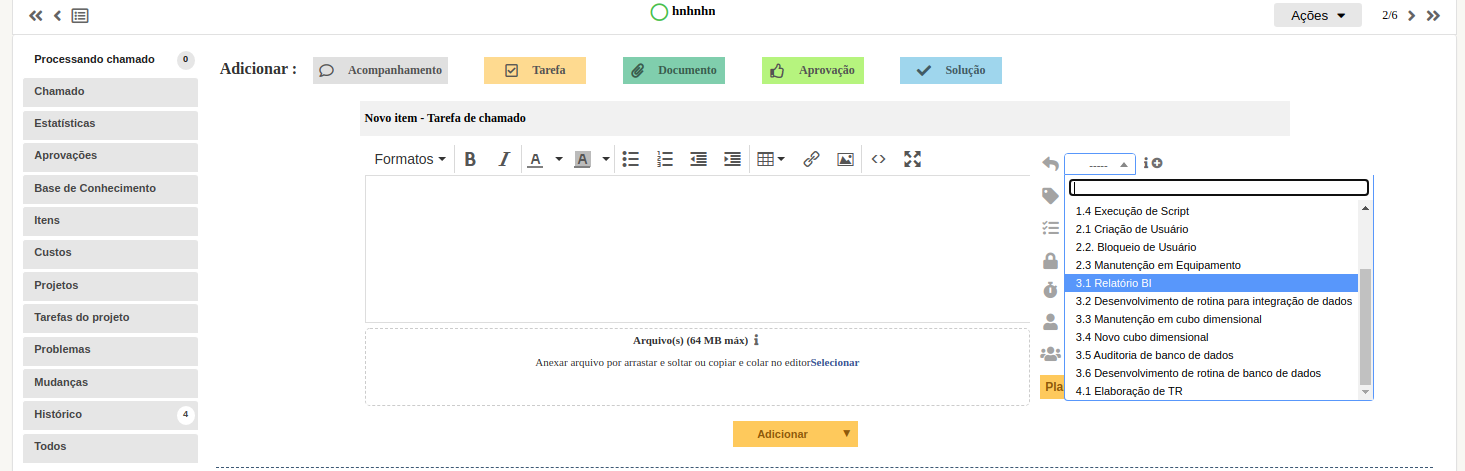 hnhnhn
Ações
2/6
Processando chamado 0
Chamado
Estatísticas
Aprovações
Base de Conhecimento
Itens
Custos
Projetos
Tarefas do projeto
Problemas
Mudanças
Histórico 4
Todos
Adicionar : Acompanhamento Tarefa Documento Aprovação Solução
Novo item - Tarefa de chamado
Formatos B I A A
Arquivo(s) (64 MB máx)
Anexar arquivo por arrastar e soltar ou copiar e colar no editorSelecionar
-----
1.4 Execução de Script
2.1 Criação de Usuário
2.2. Bloqueio de Usuário
2.3 Manutenção em Equipamento
3.1 Relatório BI
3.2 Desenvolvimento de rotina para integração de dados
3.3 Manutenção em cubo dimensional
3.4 Novo cubo dimensional
3.5 Auditoria de banco de dados
3.6 Desenvolvimento de rotina de banco de dados
4.1 Elaboração de TR
Pla
Adicionar